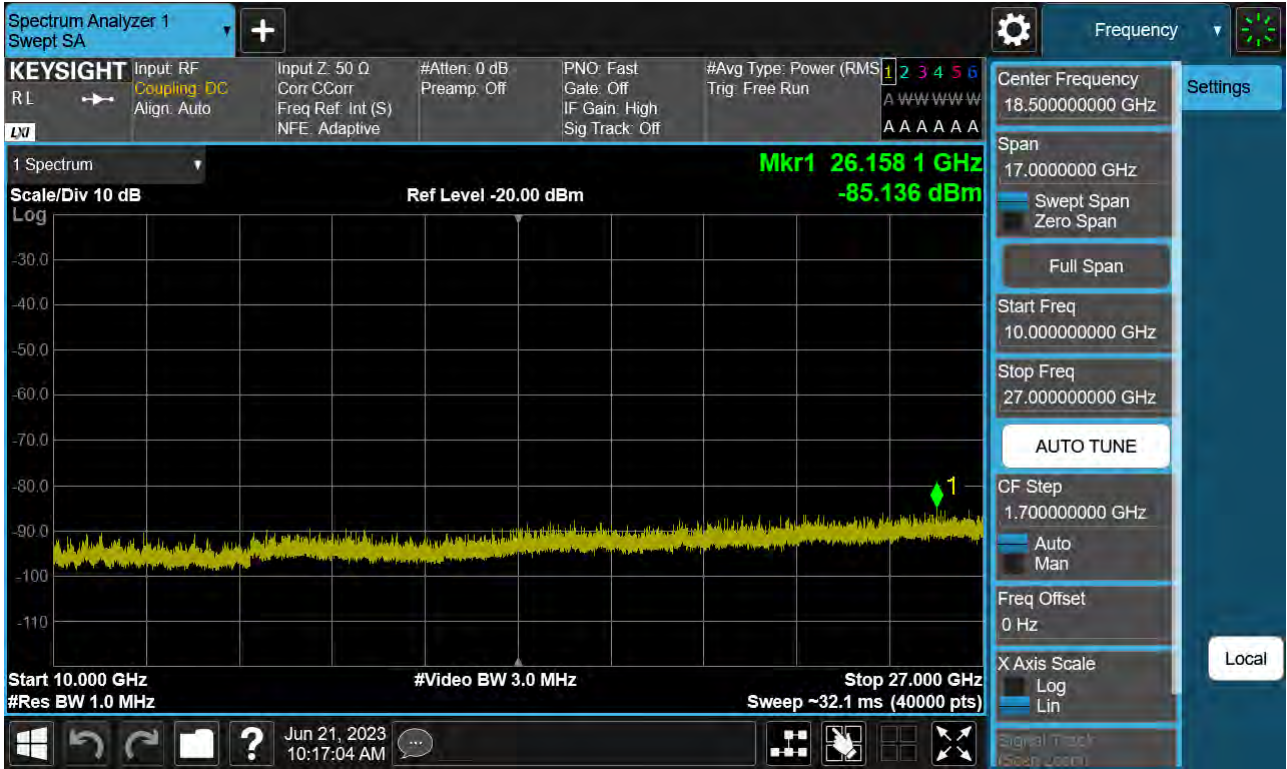 Spectrum Analyzer 1
Swept SA
+
Frequency
KEYSIGHT
RL
LXI
Input: RF
Coupling: DC
Align: Auto
Input Z: 50 Ω
Corr CCorr
Freq Ref: Int (S)
NFE: Adaptive
#Atten: 0 dB
Preamp: Off
PNO: Fast
Gate: Off
IF Gain: High
Sig Track: Off
#Avg Type: Power (RMS
Trig: Free Run
1 2 3 4 5 6
A W W W W W
A A A A A A
1 Spectrum
Scale/Div 10 dB
Log
Ref Level -20.00 dBm
Mkr1 26.158 1 GHz
-85.136 dBm
-30.0
-40.0
-50.0
-60.0
-70.0
-80.0
-90.0
-100
-110
1
Start 10.000 GHz
#Res BW 1.0 MHz
#Video BW 3.0 MHz
Stop 27.000 GHz
Sweep ~32.1 ms (40000 pts)
Center Frequency
18.500000000 GHz
Span
17.0000000 GHz
Swept Span
Zero Span
Full Span
Start Freq
10.000000000 GHz
Stop Freq
27.000000000 GHz
AUTO TUNE
CF Step
1.700000000 GHz
Auto
Man
Freq Offset
0 Hz
X Axis Scale
Log
Lin
Signal Track
(Span Zoom)
Settings
Local
?
Jun 21, 2023
10:17:04 AM